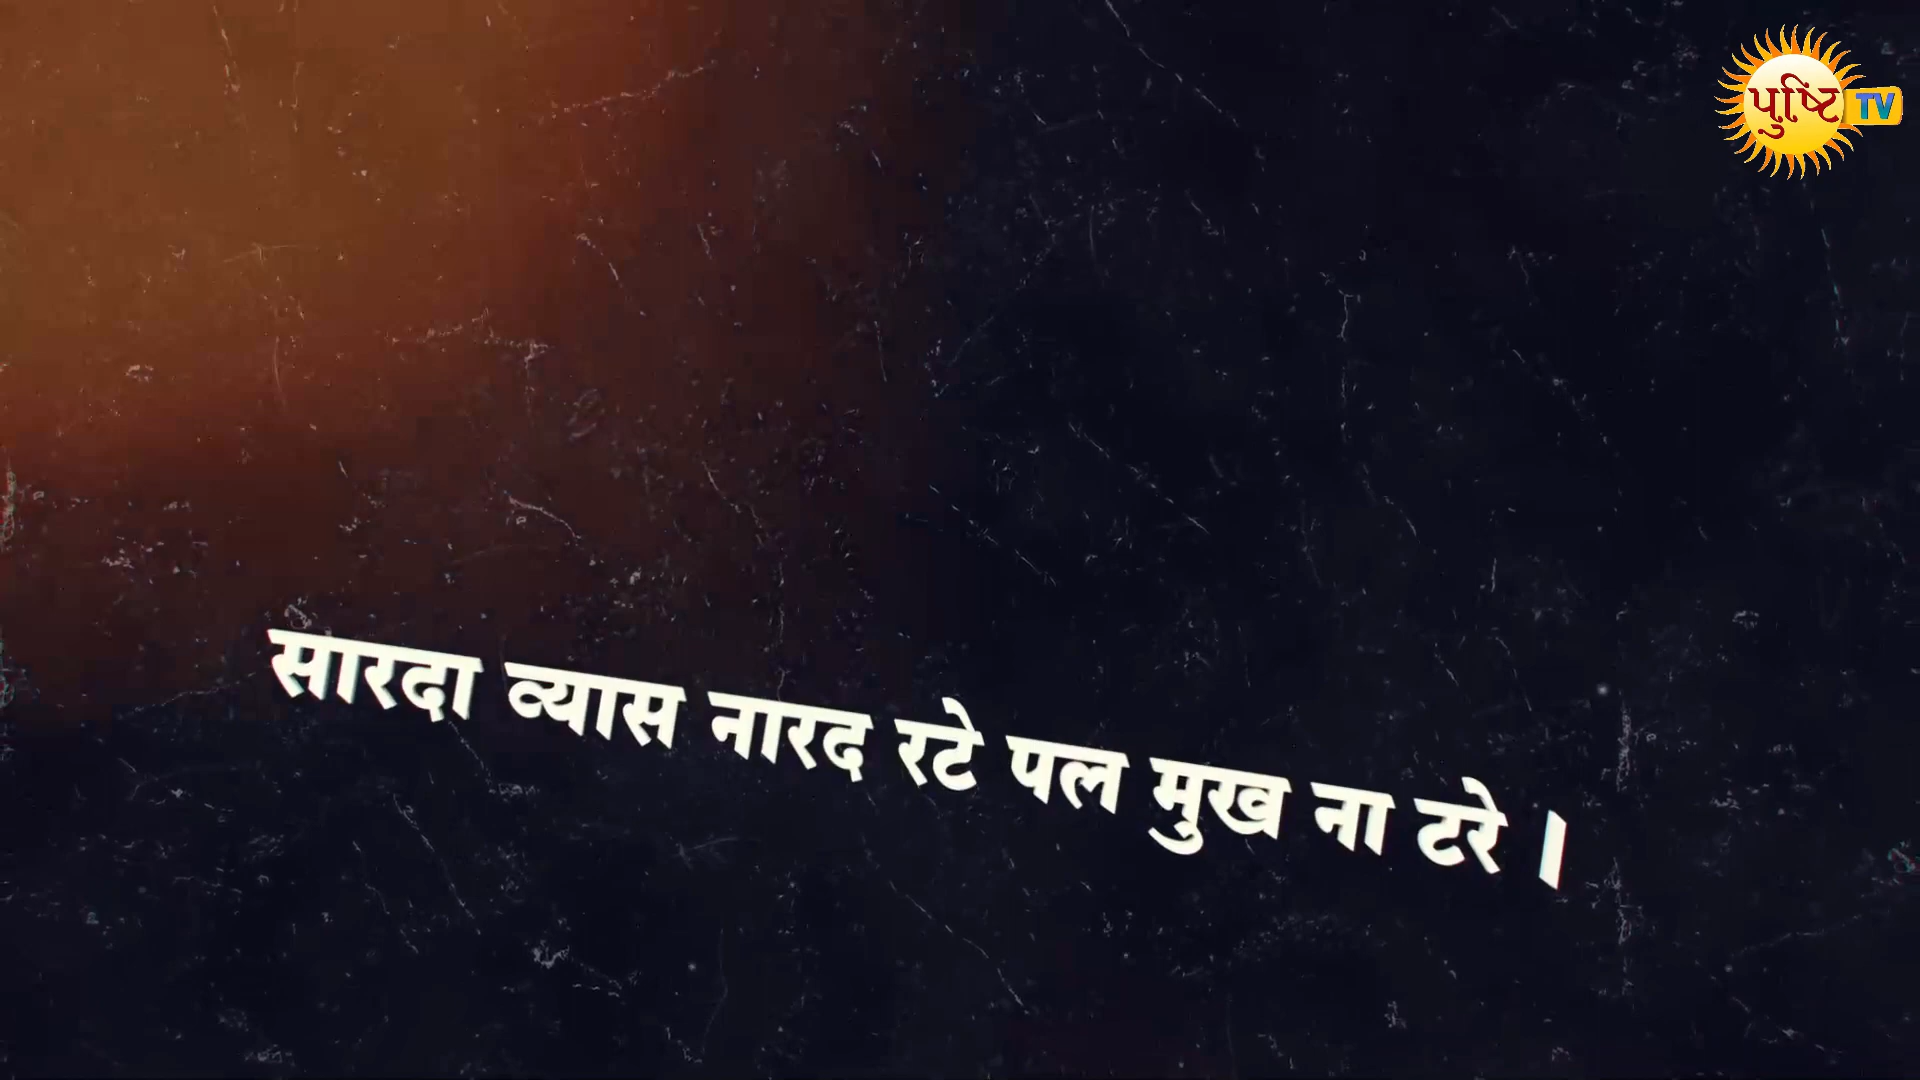 पुष्टि TV
सारदा व्यास नारद रटे पल मुख ना टरे ।